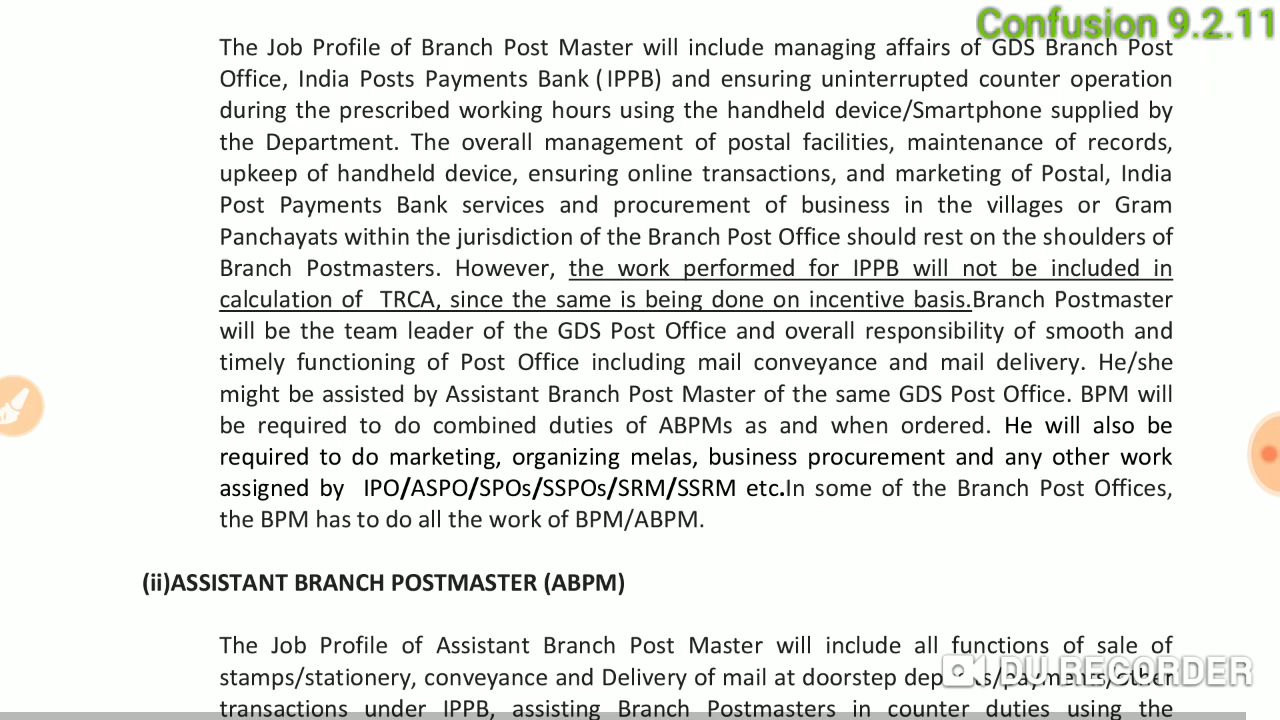 Confusion 9.2.11
The Job Profile of Branch Post Master will include managing affairs of GDS Branch Post
Office, India Posts Payments Bank (IPPB) and ensuring uninterrupted counter operation
during the prescribed working hours using the handheld device/Smartphone supplied by
the Department. The overall management of postal facilities, maintenance of records,
upkeep of handheld device, ensuring online transactions, and marketing of Postal, India
Post Payments Bank services and procurement of business in the villages or Gram
Panchayats within the jurisdiction of the Branch Post Office should rest on the shoulders of
Branch Postmasters. However, the work performed for IPPB will not be included in
calculation of TRCA, since the same is being done on incentive basis.Branch Postmaster
will be the team leader of the GDS Post Office and overall responsibility of smooth and
timely functioning of Post Office including mail conveyance and mail delivery. He/she
might be assisted by Assistant Branch Post Master of the same GDS Post Office. BPM will
be required to do combined duties of ABPMs as and when ordered. He will also be
required to do marketing, organizing melas, business procurement and any other work
assigned by IPO/ASPO/SPOs/SSPOs/SRM/SSRM etc.In some of the Branch Post Offices,
the BPM has to do all the work of BPM/ABPM.
(ii)ASSISTANT BRANCH POSTMASTER (ABPM)
The Job Profile of Assistant Branch Post Master will include all functions of sale of
stamps/stationery, conveyance and Delivery of mail at doorstep
DU RECORDER
transactions under IPPB, assisting Branch Postmasters in counter duties using the